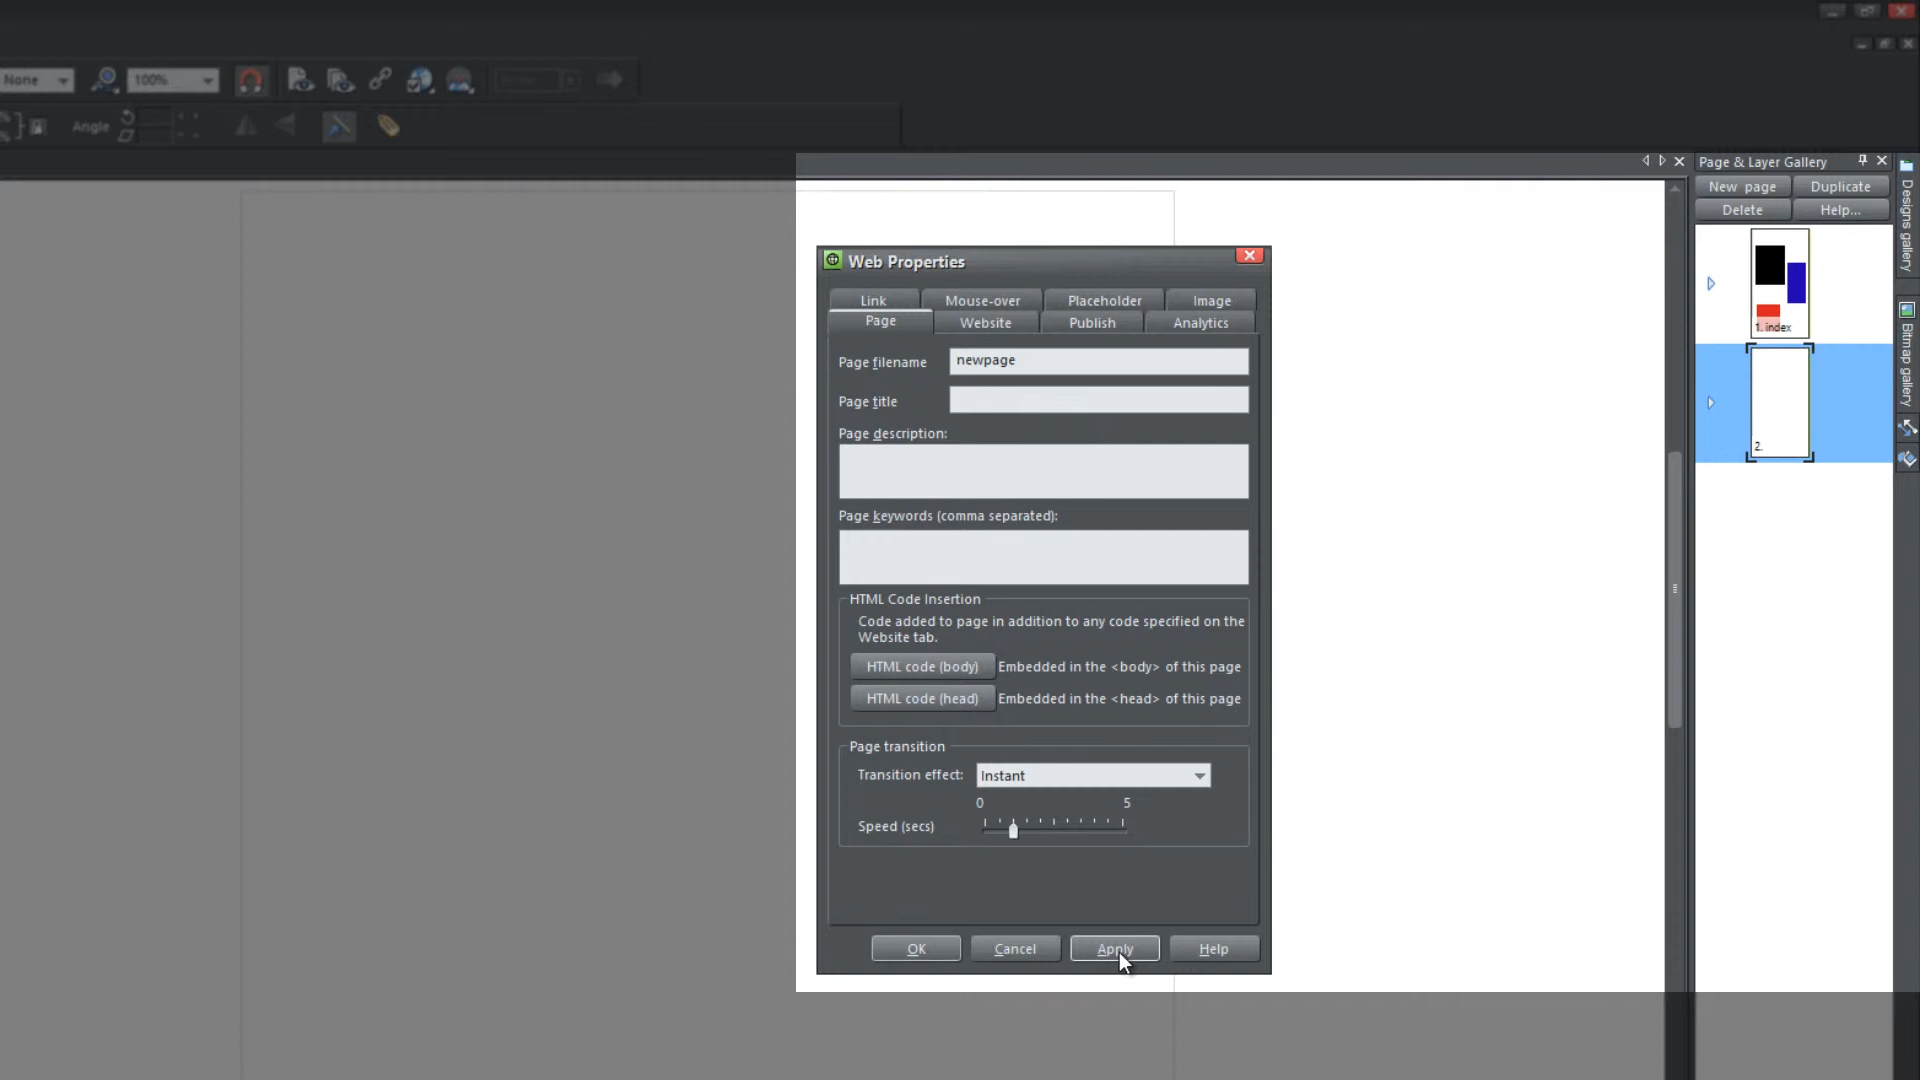 None
100%
Angle
Page & Layer Gallery
New page
Duplicate
Delete
Help...
Designs gallery
Bitmap gallery
1. index
2.
Web Properties
Link
Mouse-over
Placeholder
Image
Page
Website
Publish
Analytics
Page filename
newpage
Page title
Page description:
Page keywords (comma separated):
HTML Code Insertion
Code added to page in addition to any code specified on the
Website tab.
HTML code (body)
Embedded in the <body> of this page
HTML code (head)
Embedded in the <head> of this page
Page transition
Transition effect:
Instant
0
5
Speed (secs)
OK
Cancel
Apply
Help